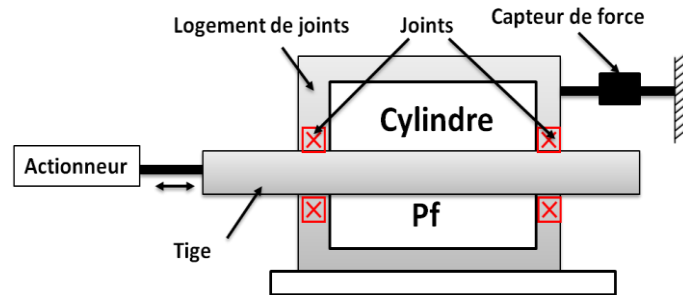 Capteur de force
Logement de joints
Joints
Cylindre
Actionneur
Pf
Tige